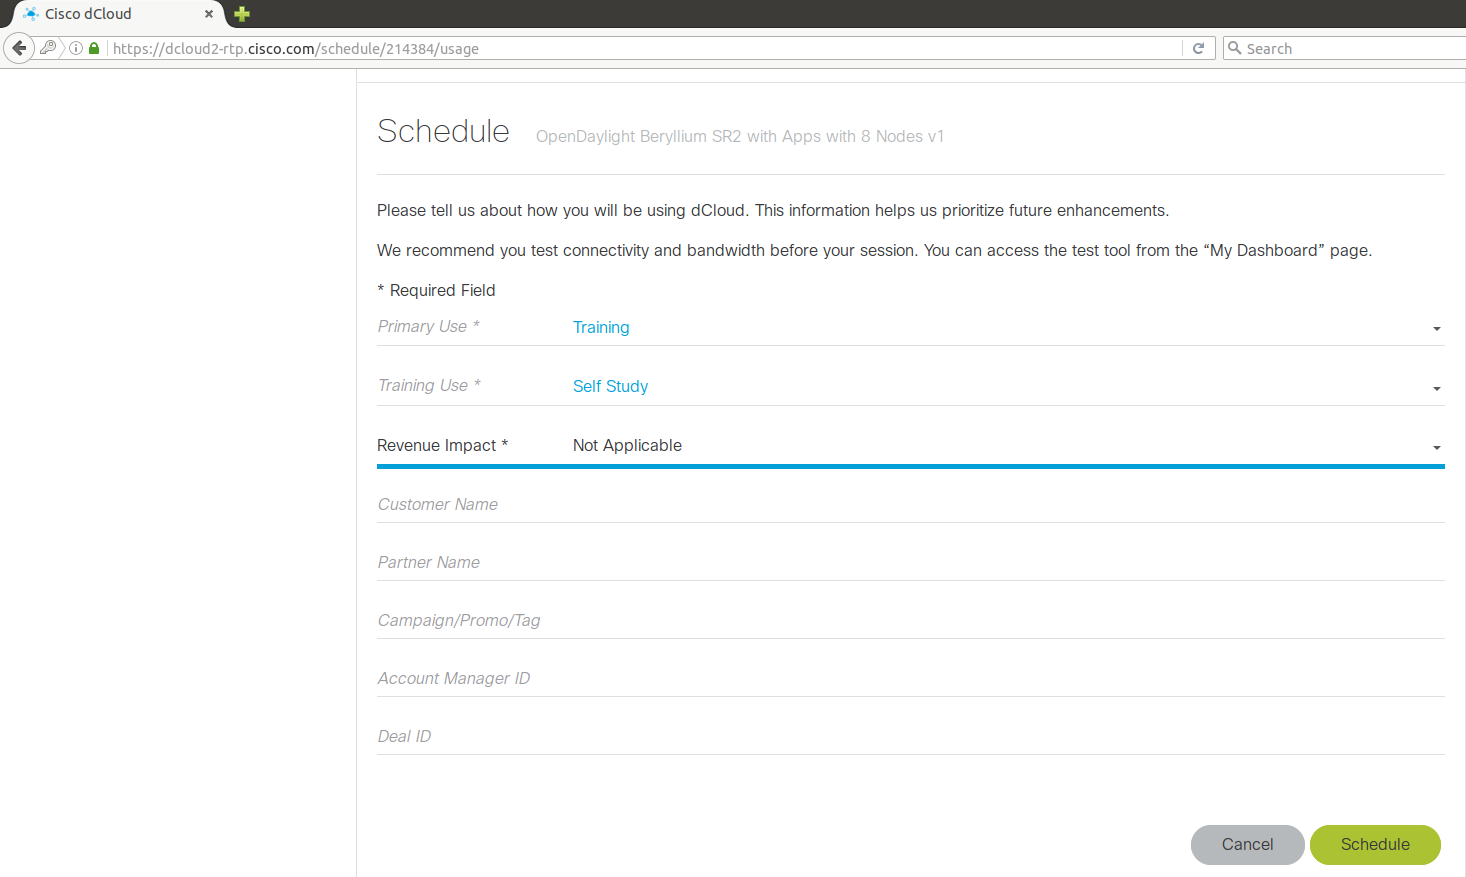 Cisco dCloud
https://dcloud2-rtp.cisco.com/schedule/214384/usage
Search
Schedule OpenDaylight Beryllium SR2 with Apps with 8 Nodes v1
Please tell us about how you will be using dCloud. This information helps us prioritize future enhancements.
We recommend you test connectivity and bandwidth before your session. You can access the test tool from the “My Dashboard” page.
* Required Field
Primary Use * Training
Training Use * Self Study
Revenue Impact * Not Applicable
Customer Name
Partner Name
Campaign/Promo/Tag
Account Manager ID
Deal ID
Cancel Schedule